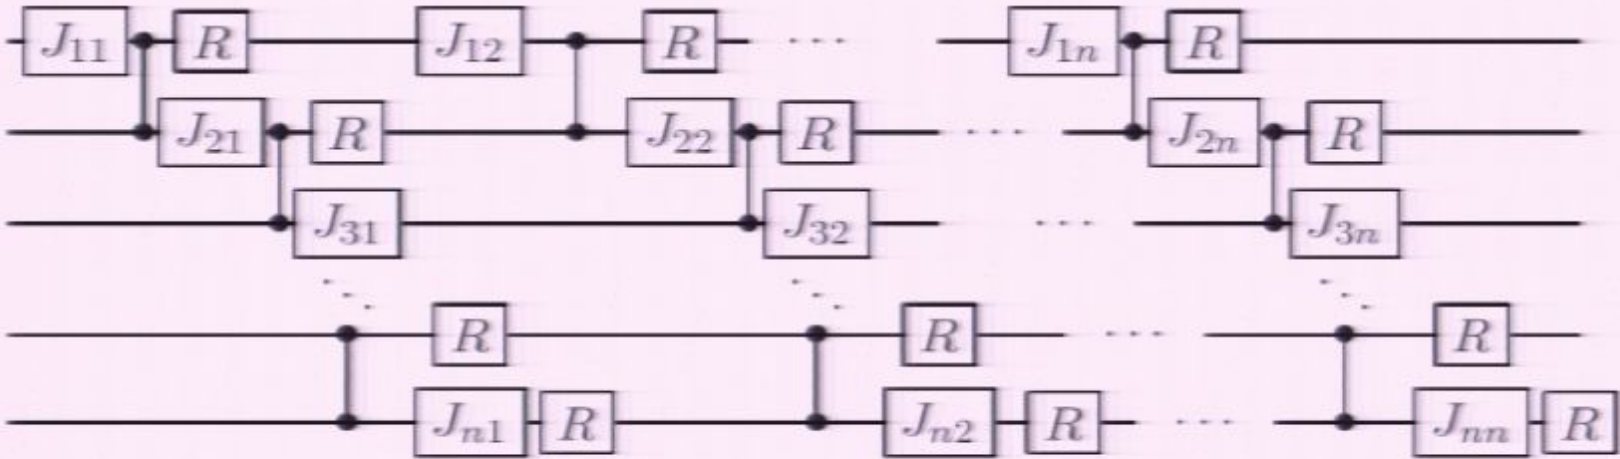 J₁₁ R J₁₂ R ··· J₁ₙ R
J₂₁ R J₂₂ R ··· J₂ₙ R
J₃₁ J₃₂ ··· J₃ₙ
R R ··· R
Jₙ₁ R Jₙ₂ R ··· Jₙₙ R